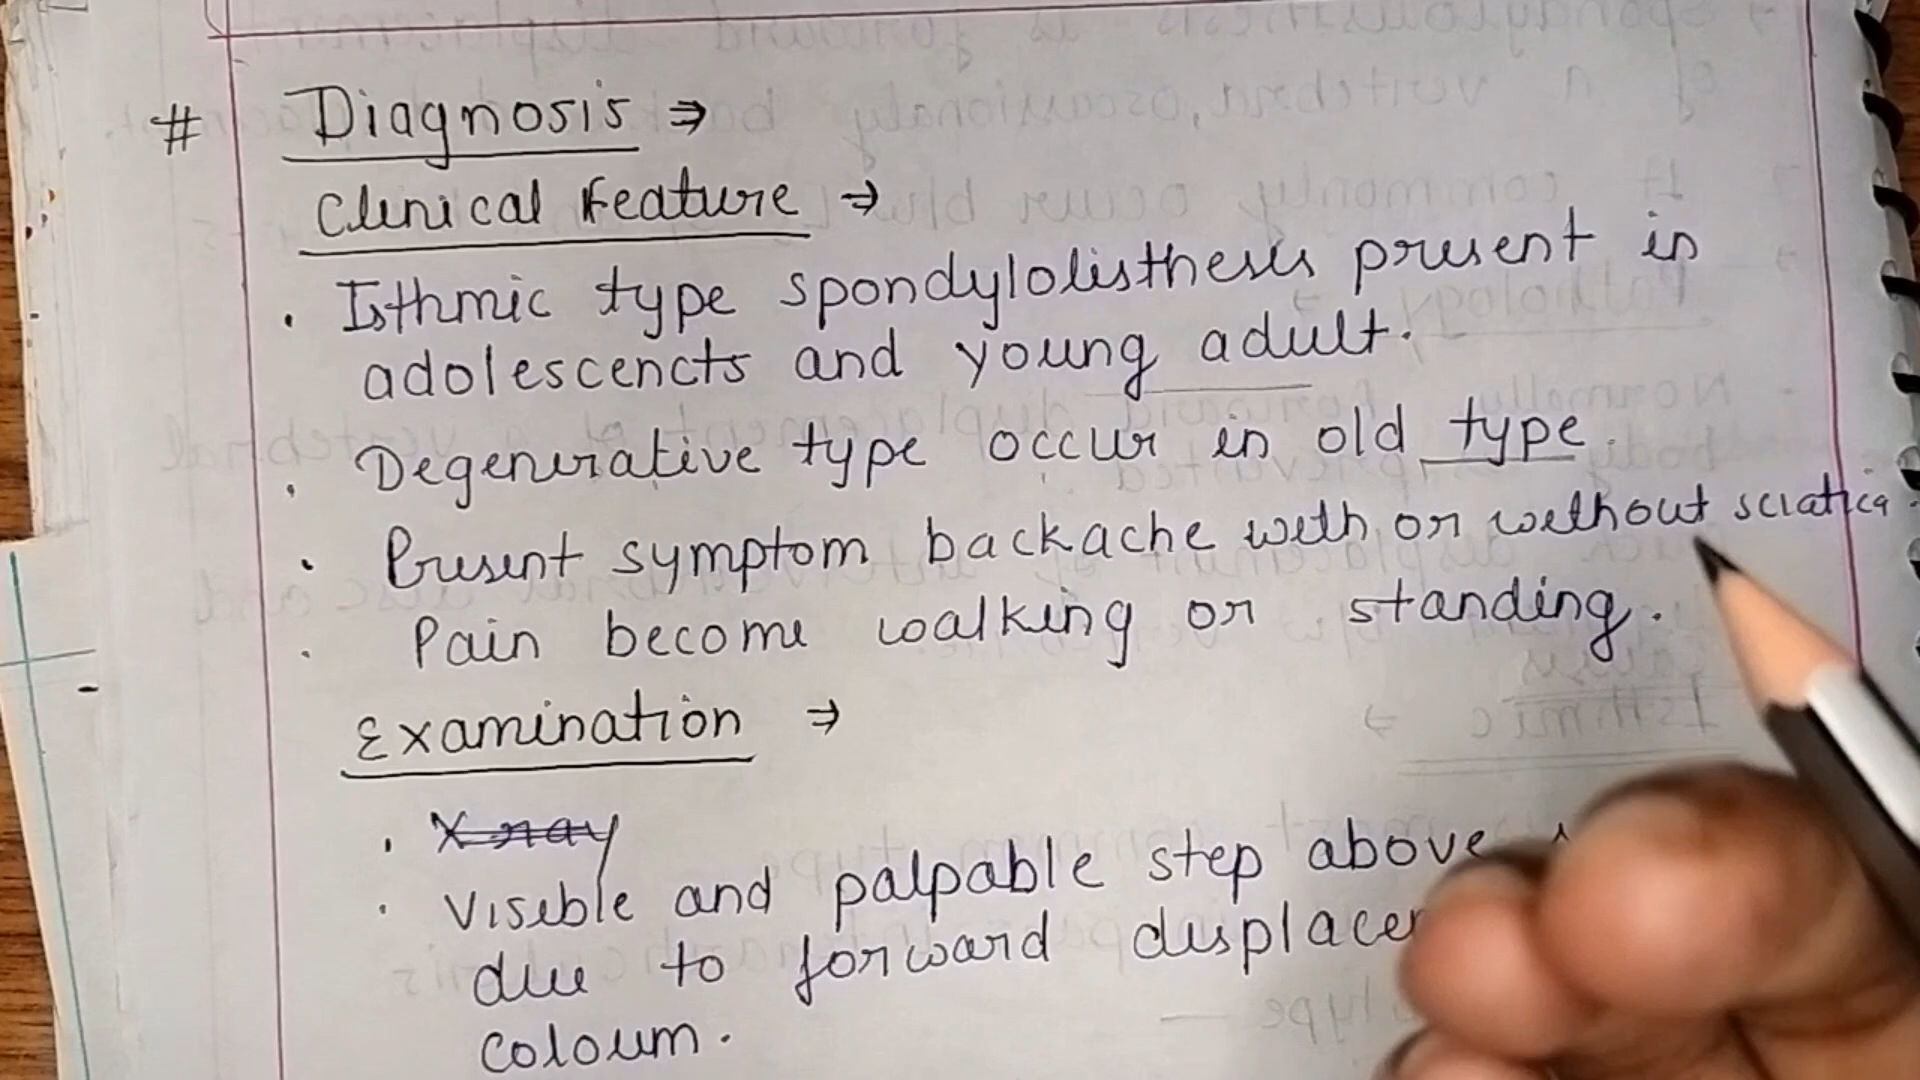 # Diagnosis ⇒
Clinical Feature ⇒
. Isthmic type spondylolisthesis present in
adolescencts and young adult.
. Degenerative type occur in old type.
. Present symptom backache with or without sciatica.
. Pain become walking or standing.
Examination ⇒
. X-ray
. Visible and palpable step above
due to forward
coloum.